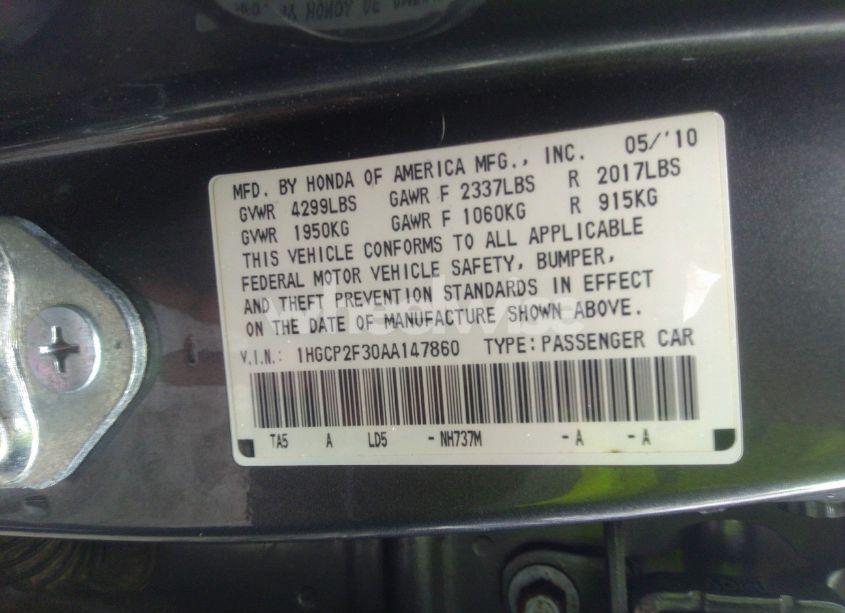 MFD. BY HONDA OF AMERICA MFG., INC. 05/'10
GVWR 4299LBS GAWR F 2337LBS R 2017LBS
GVWR 1950KG GAWR F 1060KG R 915KG
THIS VEHICLE CONFORMS TO ALL APPLICABLE
FEDERAL MOTOR VEHICLE SAFETY, BUMPER,
AND THEFT PREVENTION STANDARDS IN EFFECT
ON THE DATE OF MANUFACTURE SHOWN ABOVE.
wheelwise
V.I.N.: 1HGCP2F30AA147860 TYPE:PASSENGER CAR
TA5 A LD5 -NH737M -A -A